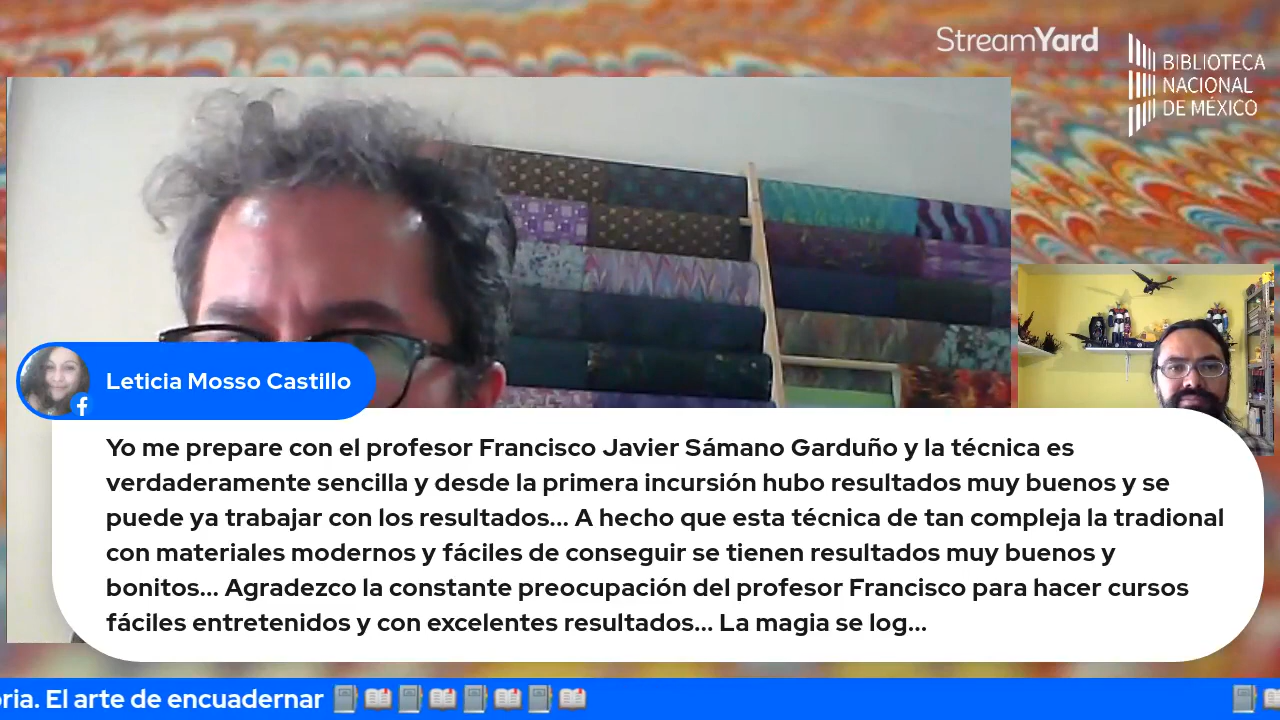 StreamYard
BIBLIOTECA
NACIONAL
DE MÉXICO
Leticia Mosso Castillo
Yo me prepare con el profesor Francisco Javier Sámano Garduño y la técnica es
verdaderamente sencilla y desde la primera incursión hubo resultados muy buenos y se
puede ya trabajar con los resultados... A hecho que esta técnica de tan compleja la tradional
con materiales modernos y fáciles de conseguir se tienen resultados muy buenos y
bonitos... Agradezco la constante preocupación del profesor Francisco para hacer cursos
fáciles entretenidos y con excelentes resultados... La magia se log...
oria. El arte de encuadernar